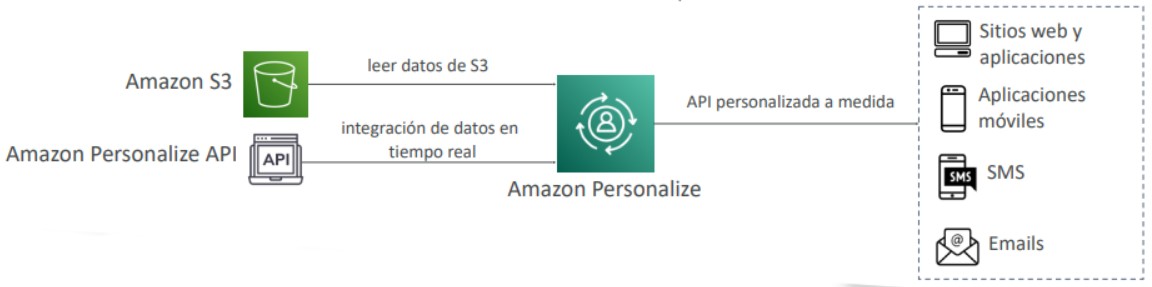 Amazon S3
leer datos de S3
Amazon Personalize API
API
integración de datos en
tiempo real
Amazon Personalize
API personalizada a medida
Sitios web y
aplicaciones
Aplicaciones
móviles
SMS
SMS
@
Emails